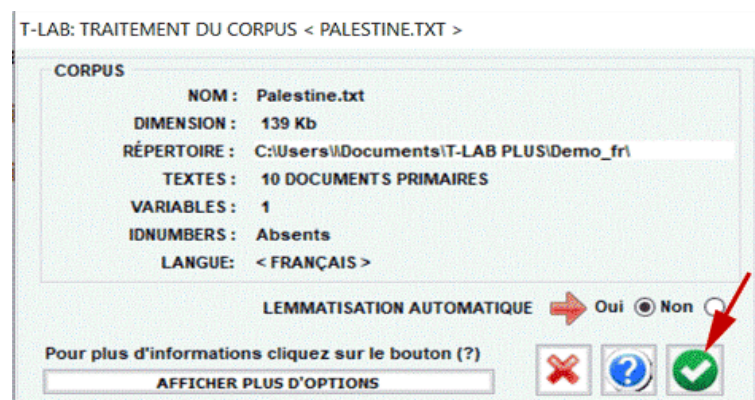 T-LAB: TRAITEMENT DU CORPUS < PALESTINE.TXT >
CORPUS
NOM : Palestine.txt
DIMENSION : 139 Kb
RÉPERTOIRE : C:\Users\\Documents\T-LAB PLUS\Demo_fr\
TEXTES : 10 DOCUMENTS PRIMAIRES
VARIABLES : 1
IDNUMBERS : Absents
LANGUE: < FRANÇAIS >
LEMMATISATION AUTOMATIQUE Oui Non
Pour plus d'informations cliquez sur le bouton (?)
AFFICHER PLUS D'OPTIONS ?